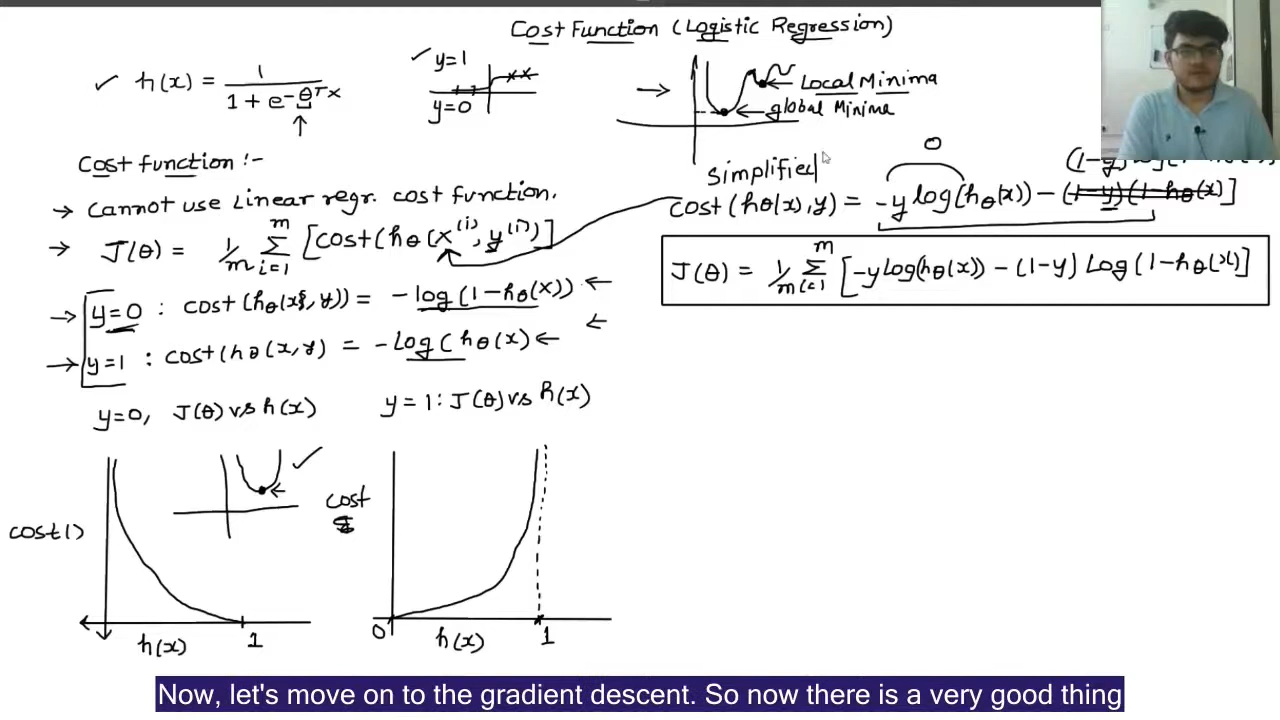 Cost Function (Logistic Regression)
h(x) = 1 / 1 + e-θᵀx
y=1
y=0
Local Minima
global Minima
Cost function :-
→ Cannot use Linear regr. cost function.
→ J(θ) = 1/m Σ i=1 m [cost(hθ(x⁽ⁱ⁾, y⁽ⁱ⁾)]
→ y=0 : cost(hθ(x, y)) = -log(1-hθ(x)) ←
→ y=1 : cost(hθ(x, y) = -Log(hθ(x) ←
Simplified
0
cost(hθ(x), y) = -y log(hθ(x)) - (1-y)(1-hθ(x)]
J(θ) = 1/m Σ i=1 m [-y log(hθ(x)) - (1-y) Log(1-hθ(x)]
y=0, J(θ) vs h(x)
y = 1 : J(θ) vs h(x)
cost()
h(x)
1
cost
0
h(x)
1
Now, let's move on to the gradient descent. So now there is a very good thing